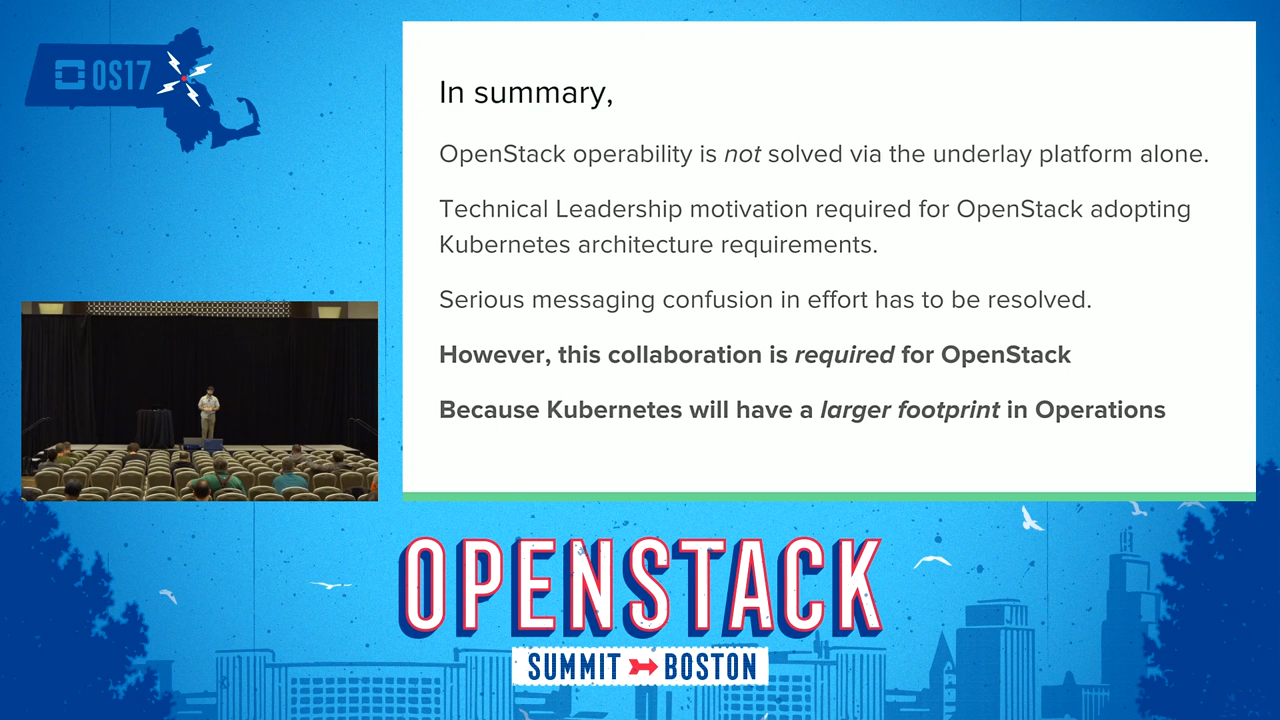 OS17
In summary,
OpenStack operability is not solved via the underlay platform alone.
Technical Leadership motivation required for OpenStack adopting
Kubernetes architecture requirements.
Serious messaging confusion in effort has to be resolved.
However, this collaboration is required for OpenStack
Because Kubernetes will have a larger footprint in Operations
OPENSTACK
SUMMIT BOSTON